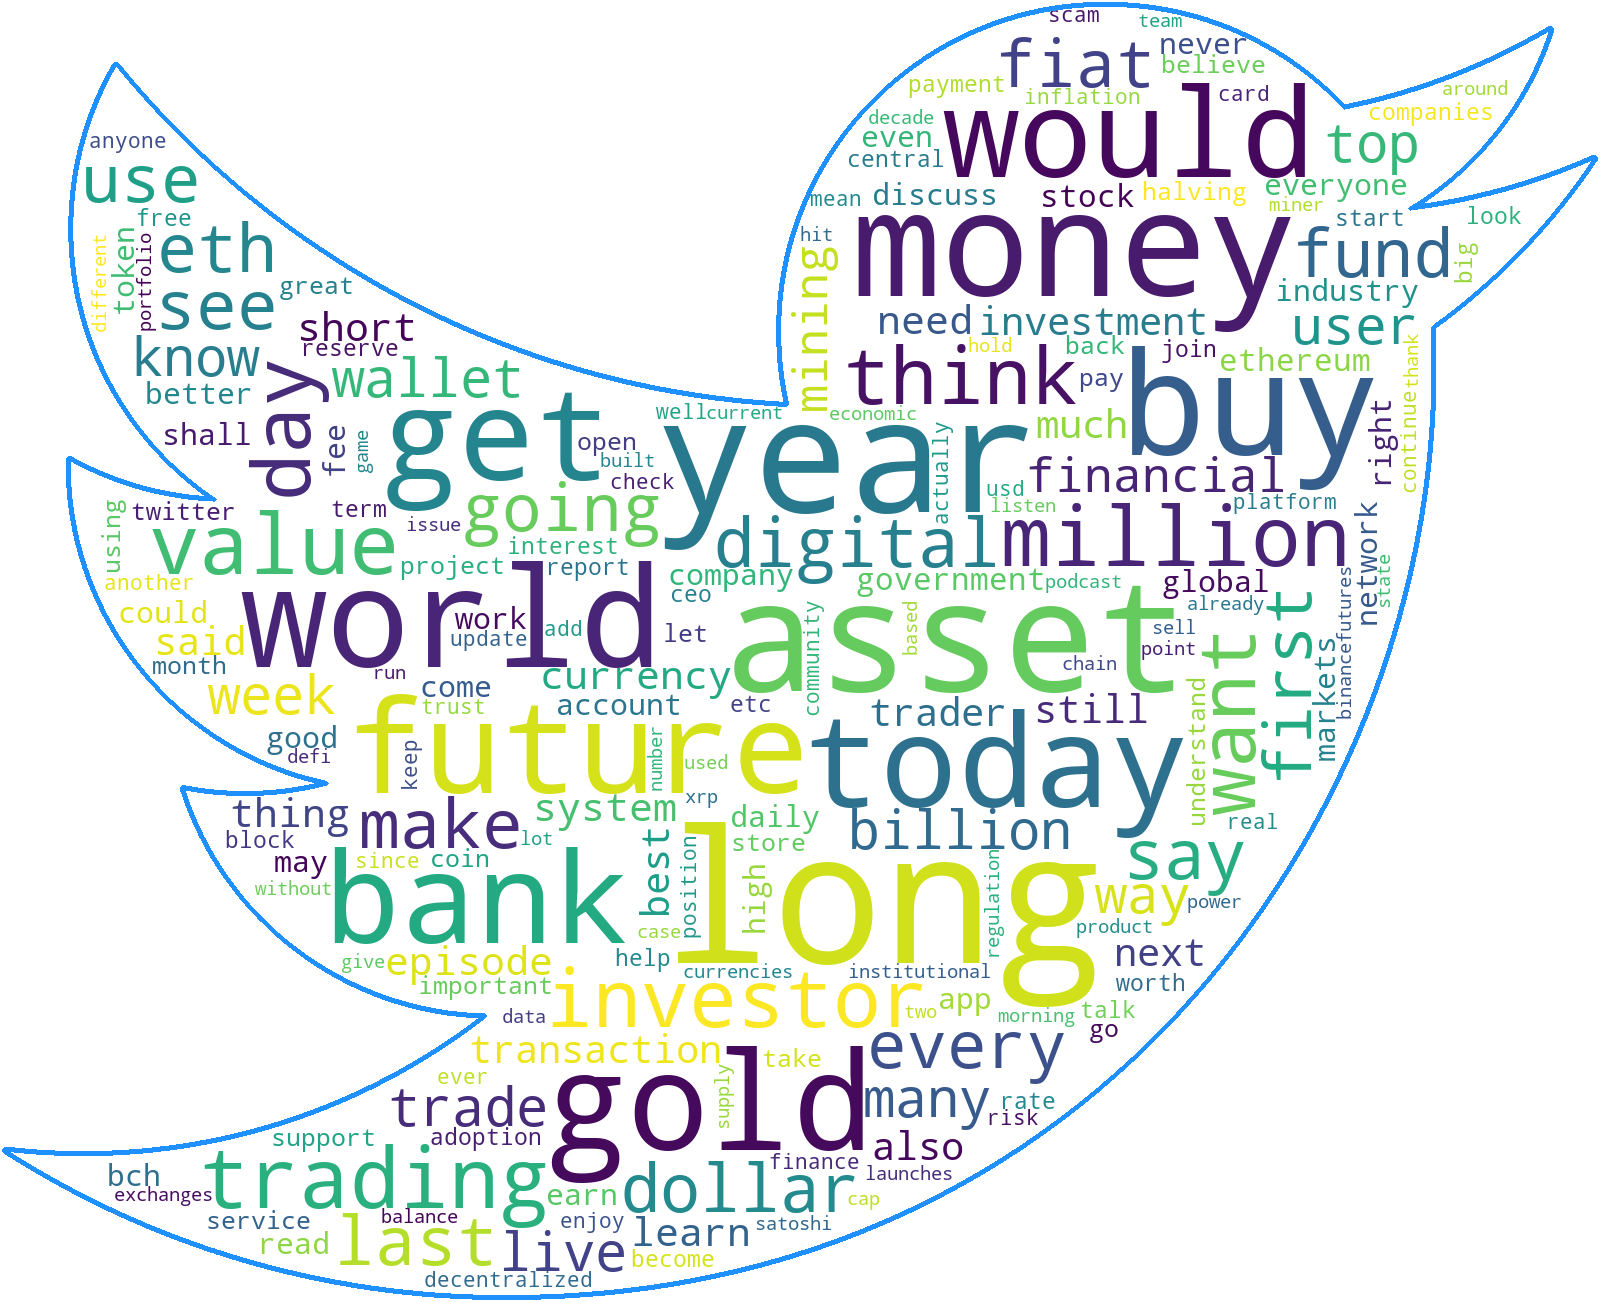 scam
team
fiat
never
believe
payment
inflation
card
around
companies
decade
would
even
top
central
anyone
use
mean
discuss
stock
halving
everyone
miner
start
look
free
eth
token
portfolio
different
hit
money
fund
big
mining
great
see
industry
need
investment
user
short
reserve
know
think
hold
back
join
ethereum
thank
wallet
day
better
pay
buy
get
year
well
current
economic
much
continue
right
shall
fee
game
open
built
check
actually
financial
usd
listen
platform
twitter
term
issue
going
using
value
interest
digital
million
network
project
report
company
ceo
government
podcast
global
state
another
could
world
work
update
add
let
community
based
asset
already
sell
point
chain
first
binancefutures
markets
said
month
run
currency
week
come
trust
account
etc
trader
still
want
understand
good
defi
keep
future
number
used
today
xrp
thing
make
system
daily
billion
real
block
lot
store
say
may
since
coin
best
position
high
long
regulation
without
bank
case
way
power
product
give
episode
help
currencies
institutional
next
important
investor
worth
two
app
morning
talk
data
go
transaction
take
every
ever
gold
supply
trade
many
rate
risk
support
adoption
also
bch
trading
finance
launches
exchanges
earn
dollar
cap
service
balance
enjoy
learn
satoshi
read
last
live
become
decentralized